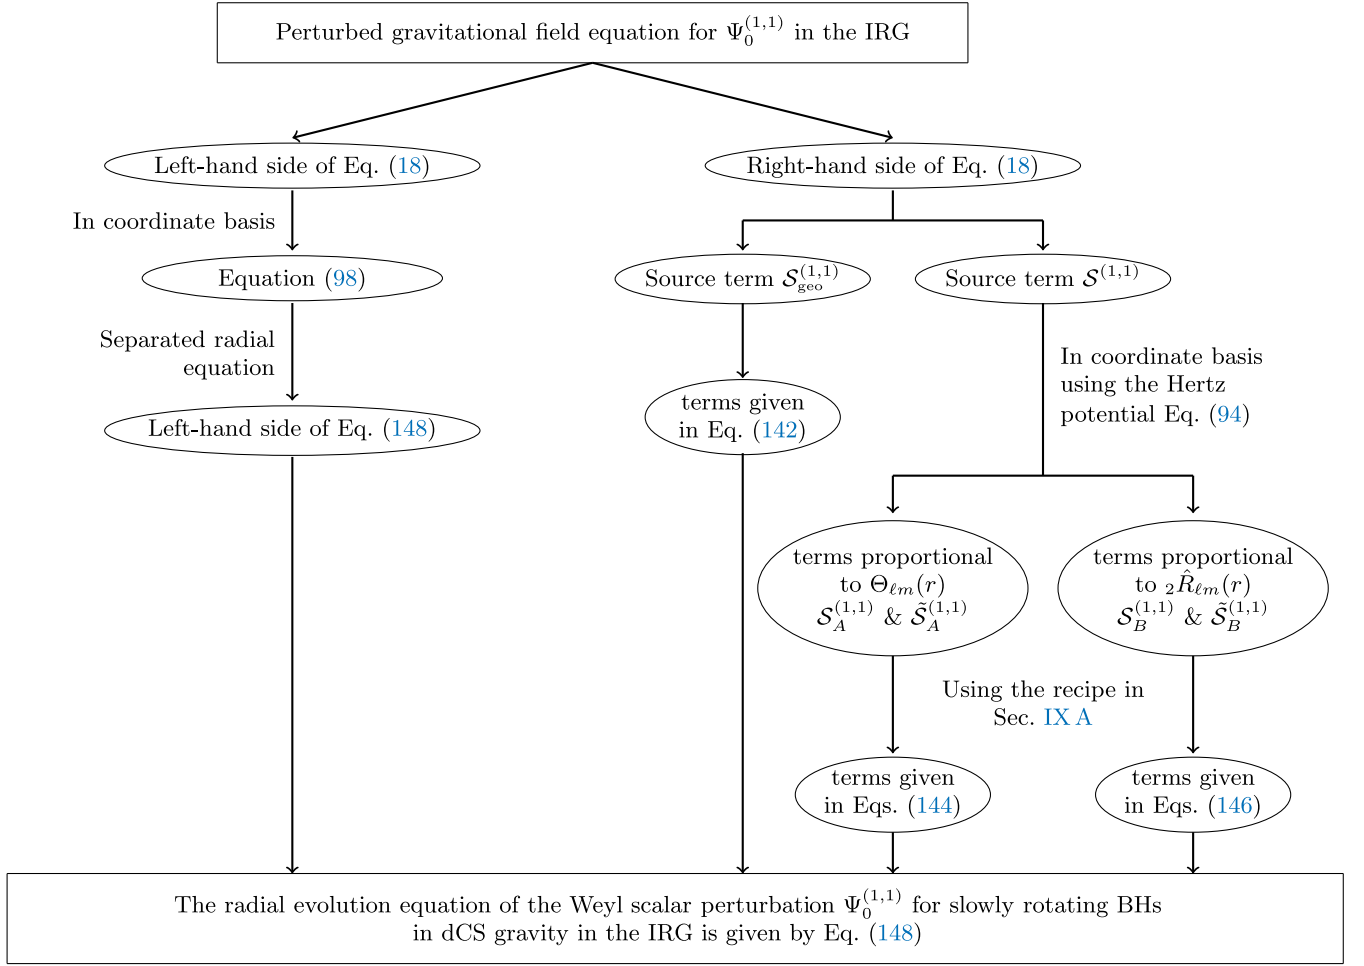 Perturbed gravitational field equation for Ψ₀^(1,1) in the IRG
Left-hand side of Eq. (18)
Right-hand side of Eq. (18)
In coordinate basis
Equation (98)
Source term 𝒮_geo^(1,1)
Source term 𝒮^(1,1)
Separated radial
equation
In coordinate basis
using the Hertz
potential Eq. (94)
Left-hand side of Eq. (148)
terms given
in Eq. (142)
terms proportional
to Θ_ℓm(r)
𝒮_A^(1,1) & 𝒮̃_A^(1,1)
terms proportional
to ₂R̂_ℓm(r)
𝒮_B^(1,1) & 𝒮̃_B^(1,1)
Using the recipe in
Sec. IX A
terms given
in Eqs. (144)
terms given
in Eqs. (146)
The radial evolution equation of the Weyl scalar perturbation Ψ₀^(1,1) for slowly rotating BHs
in dCS gravity in the IRG is given by Eq. (148)